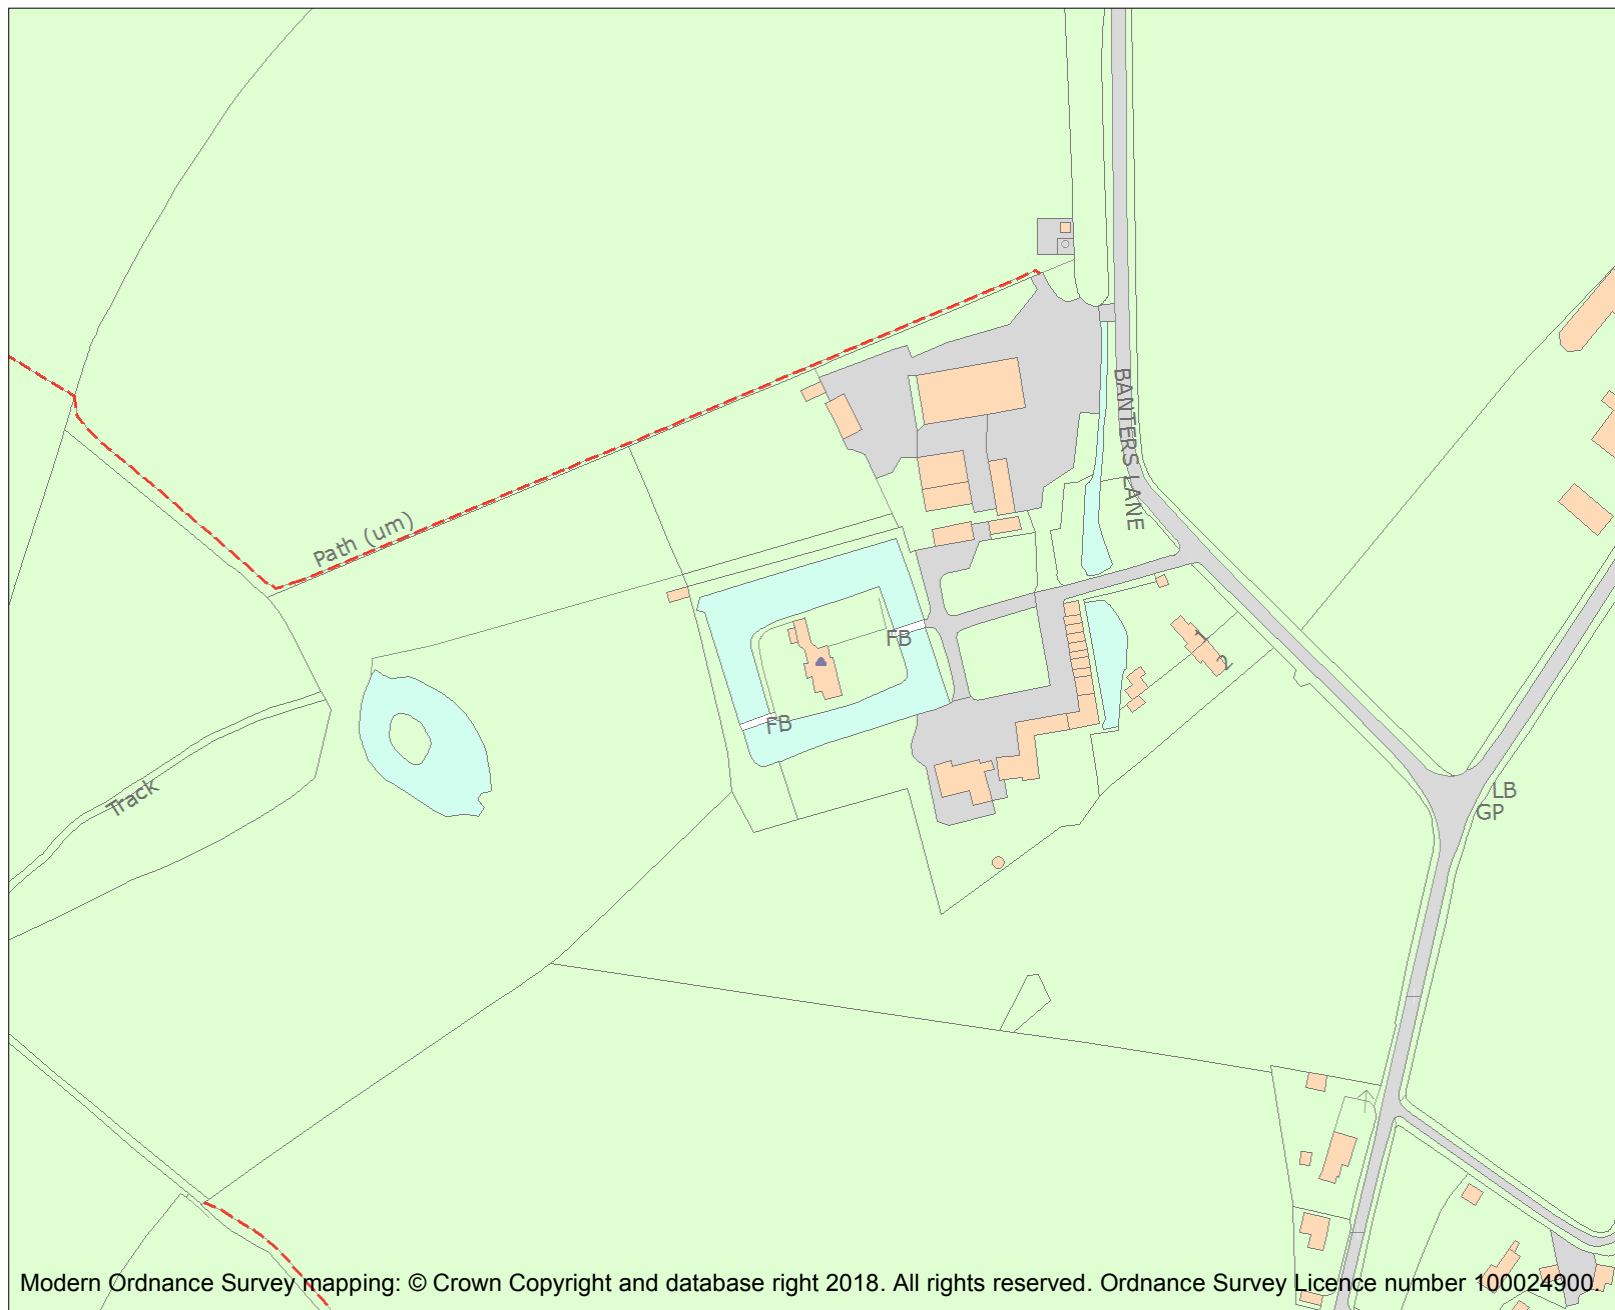 BANTERS LANE
Path (um)
FB
1
2
FB
Track
LB
GP
Modern Ordnance Survey mapping: © Crown Copyright and database right 2018. All rights reserved. Ordnance Survey Licence number 100024900.